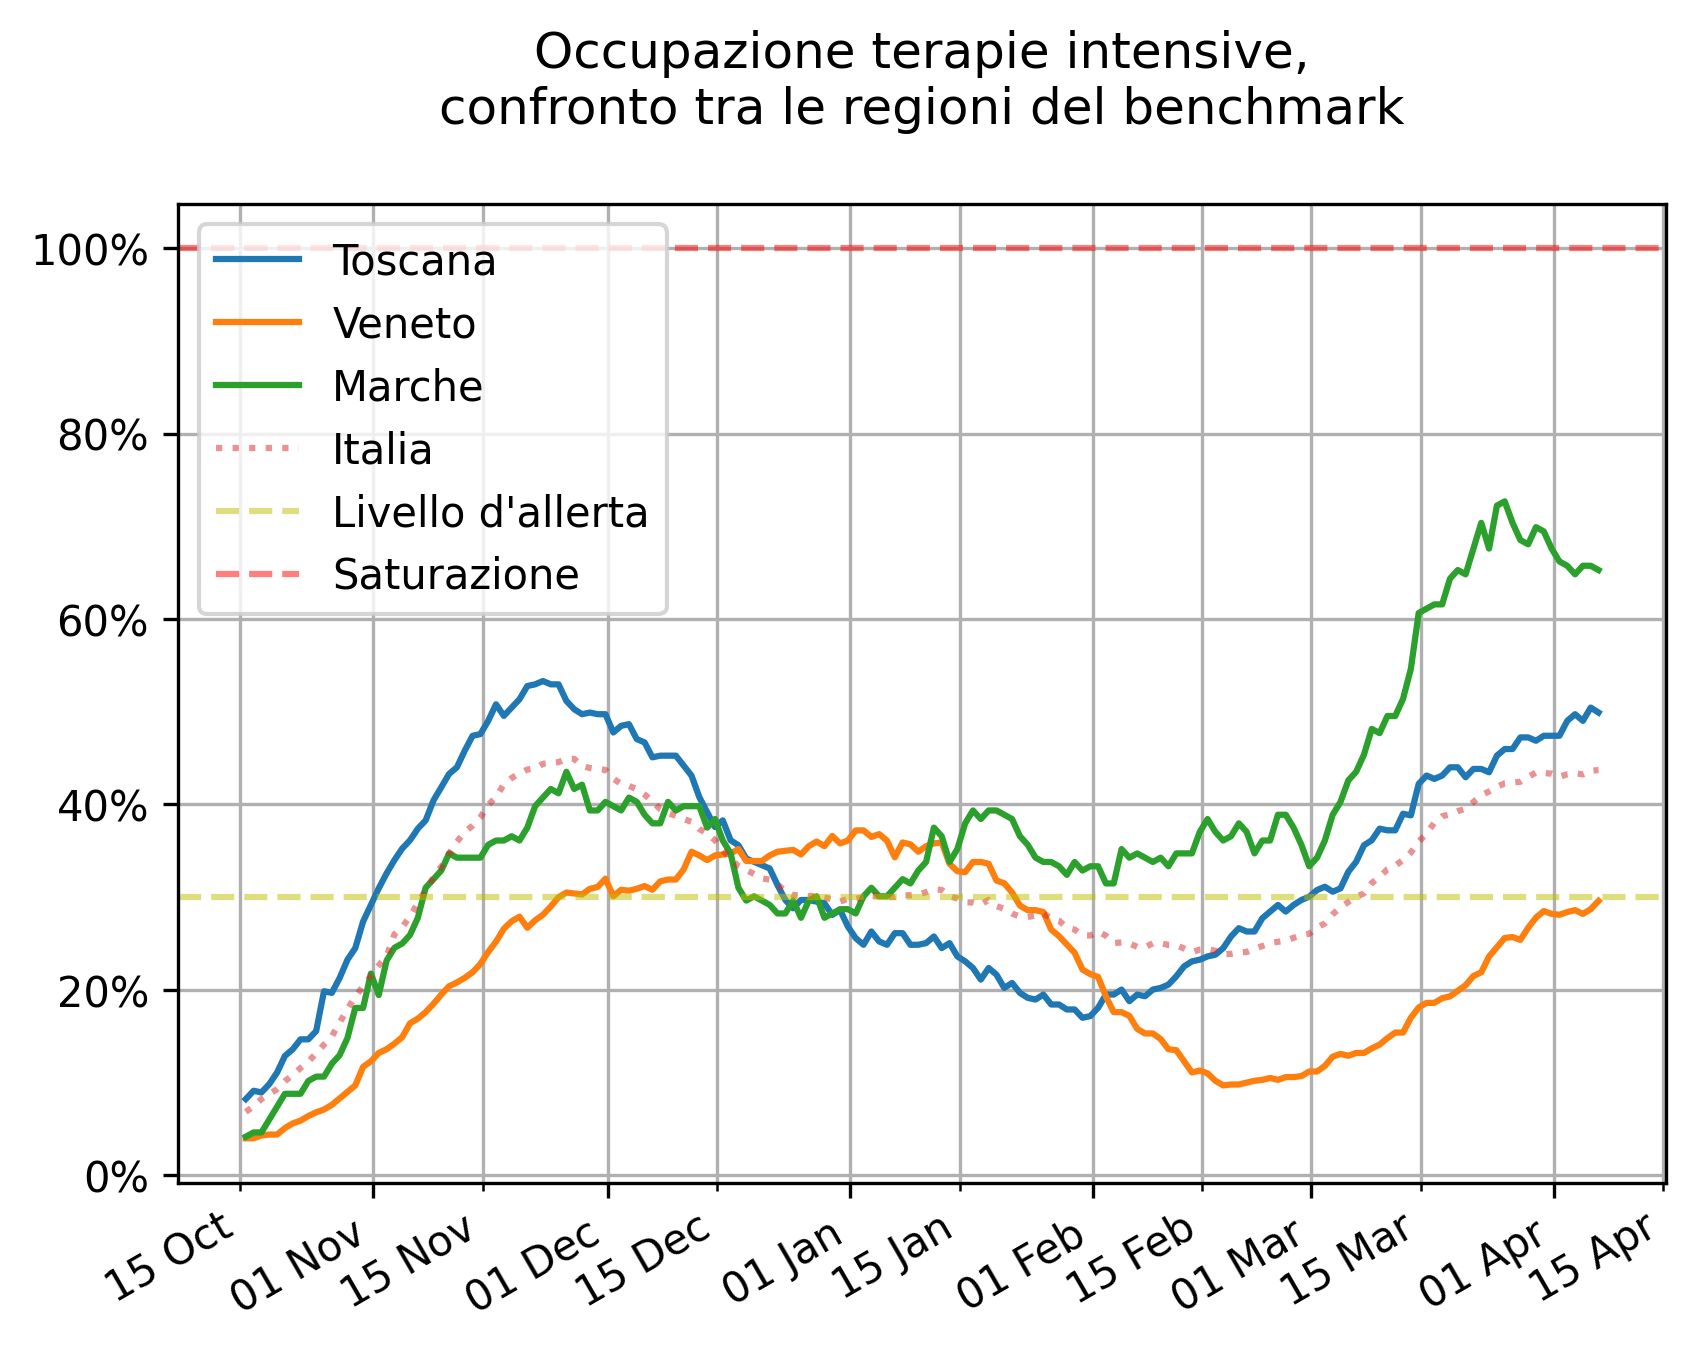 Occupazione terapie intensive,
confronto tra le regioni del benchmark
100%
80%
60%
40%
20%
0%
Toscana
Veneto
Marche
Italia
Livello d'allerta
Saturazione
15 Oct
01 Nov
15 Nov
01 Dec
15 Dec
01 Jan
15 Jan
01 Feb
15 Feb
01 Mar
15 Mar
01 Apr
15 Apr